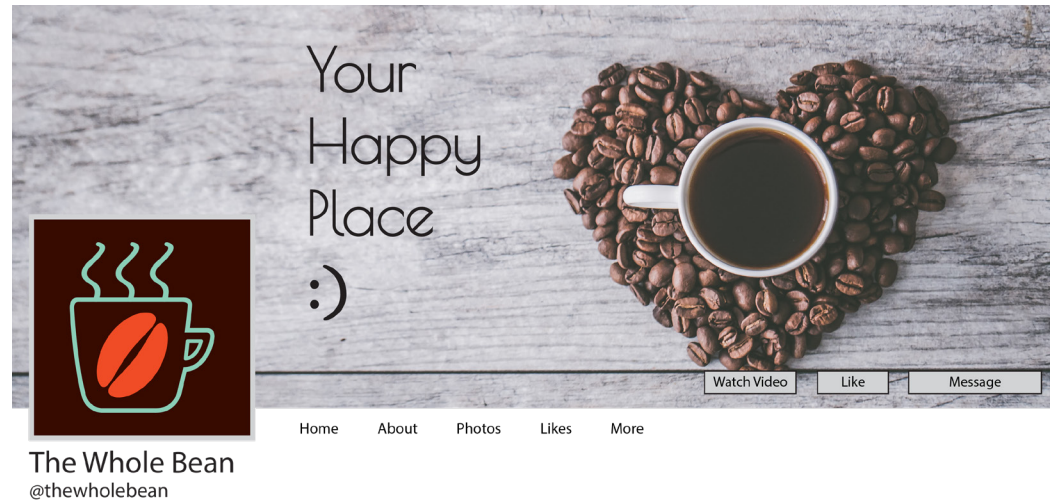 Your
Happy
Place
:)
Watch Video Like Message
Home About Photos Likes More
The Whole Bean
@thewholebean